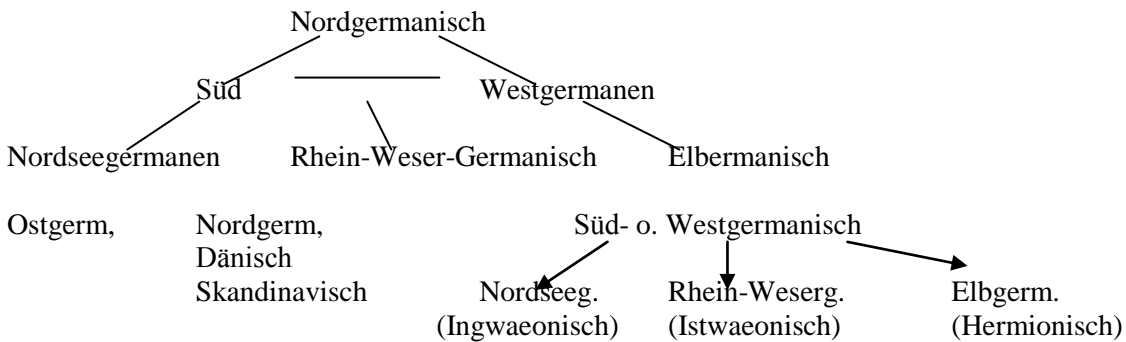 Nordgermanisch
Süd Westgermanen
Nordseegermanen Rhein-Weser-Germanisch Elbermanisch
Ostgerm, Nordgerm, Süd- o. Westgermanisch
Dänisch
Skandinavisch Nordseeg. Rhein-Weserg. Elbgerm.
(Ingwaeonisch) (Istwaeonisch) (Hermionisch)